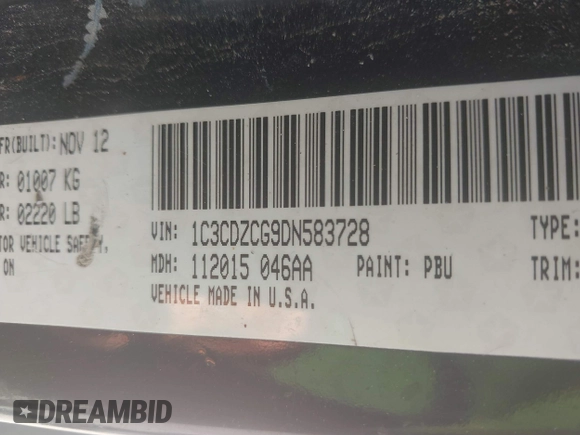 FR(BUILT): NOV 12
R: 01007 KG
R: 02220 LB
TOR VEHICLE SAFETY
ON
VIN: 1C3CDZCG9DN583728
MDH: 112015 046AA
PAINT: PBU
VEHICLE MADE IN U.S.A.
TYPE:
TRIM:
DREAMBID